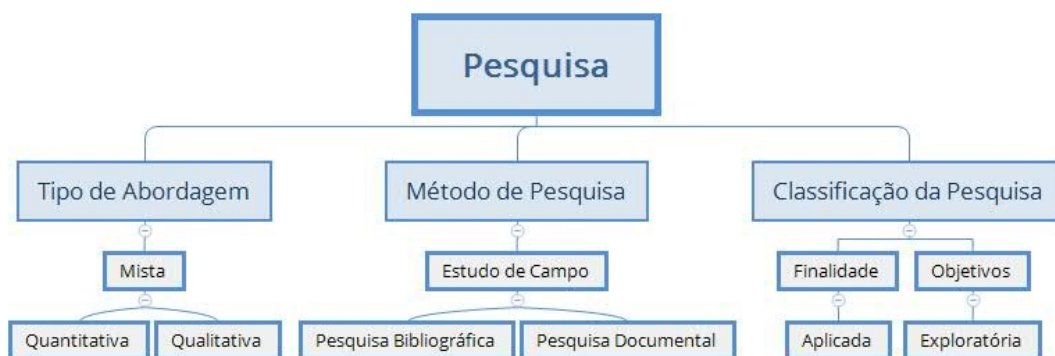 Pesquisa
Tipo de Abordagem
Método de Pesquisa
Classificação da Pesquisa
Mista
Estudo de Campo
Finalidade
Objetivos
Quantitativa
Qualitativa
Pesquisa Bibliográfica
Pesquisa Documental
Aplicada
Exploratória